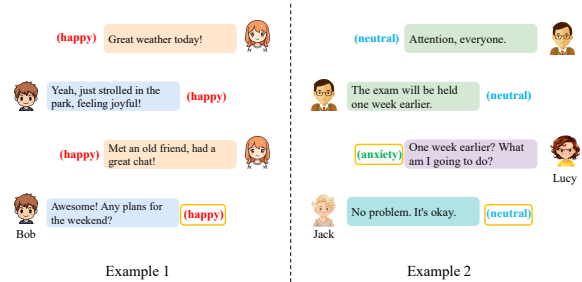 (happy) Great weather today!
Yeah, just strolled in the
park, feeling joyful! (happy)
(happy) Met an old friend, had a
great chat!
Awesome! Any plans for
the weekend? (happy)
Bob
Example 1
(neutral) Attention, everyone.
The exam will be held
one week earlier. (neutral)
(anxiety) One week earlier? What
am I going to do?
Lucy
No problem. It's okay. (neutral)
Jack
Example 2